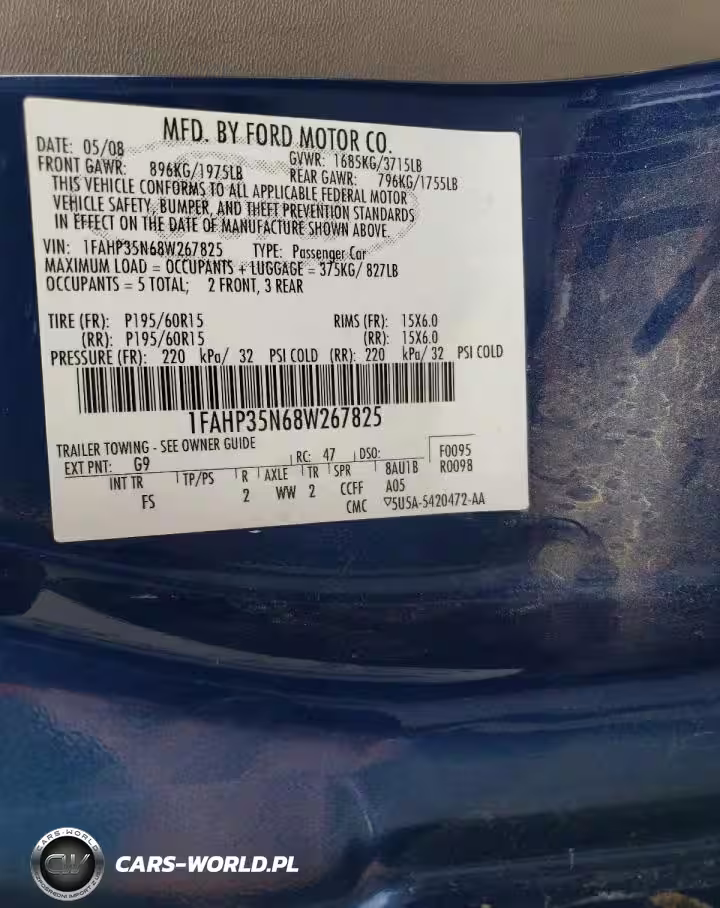 MFD. BY FORD MOTOR CO.
DATE: 05/08 GVWR: 1685KG/3715LB
FRONT GAWR: 896KG/1975LB REAR GAWR: 796KG/1755LB
THIS VEHICLE CONFORMS TO ALL APPLICABLE FEDERAL MOTOR
VEHICLE SAFETY, BUMPER, AND THEFT PREVENTION STANDARDS
IN EFFECT ON THE DATE OF MANUFACTURE SHOWN ABOVE.
VIN: 1FAHP35N68W267825 TYPE: Passenger Car
MAXIMUM LOAD = OCCUPANTS + LUGGAGE = 375KG/ 827LB
OCCUPANTS = 5 TOTAL; 2 FRONT, 3 REAR
TIRE (FR): P195/60R15 RIMS (FR): 15X6.0
(RR): P195/60R15 (RR): 15X6.0
PRESSURE (FR): 220 kPa/ 32 PSI COLD (RR): 220 kPa/ 32 PSI COLD
1FAHP35N68W267825
TRAILER TOWING - SEE OWNER GUIDE
EXT PNT: G9 RC: 47 DSO: F0095
INT TR TP/PS R AXLE TR SPR 8AU1B R0098
FS 2 WW 2 CCFF A05
CMC ▽5U5A-5420472-AA
CARS-WORLD
CW
CARS-WORLD.PL